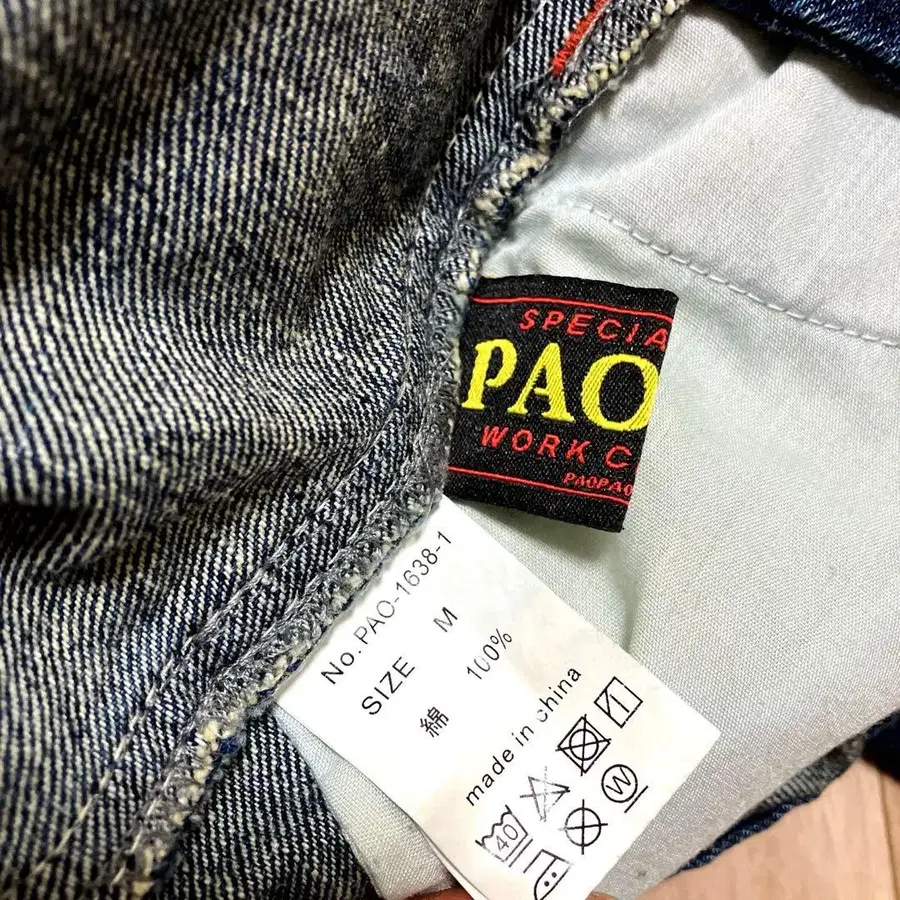 SPECIA
PAO
WORK C
PAOPAO
No.PAO-1638-1
SIZE M
綿 100%
made in china
40
W